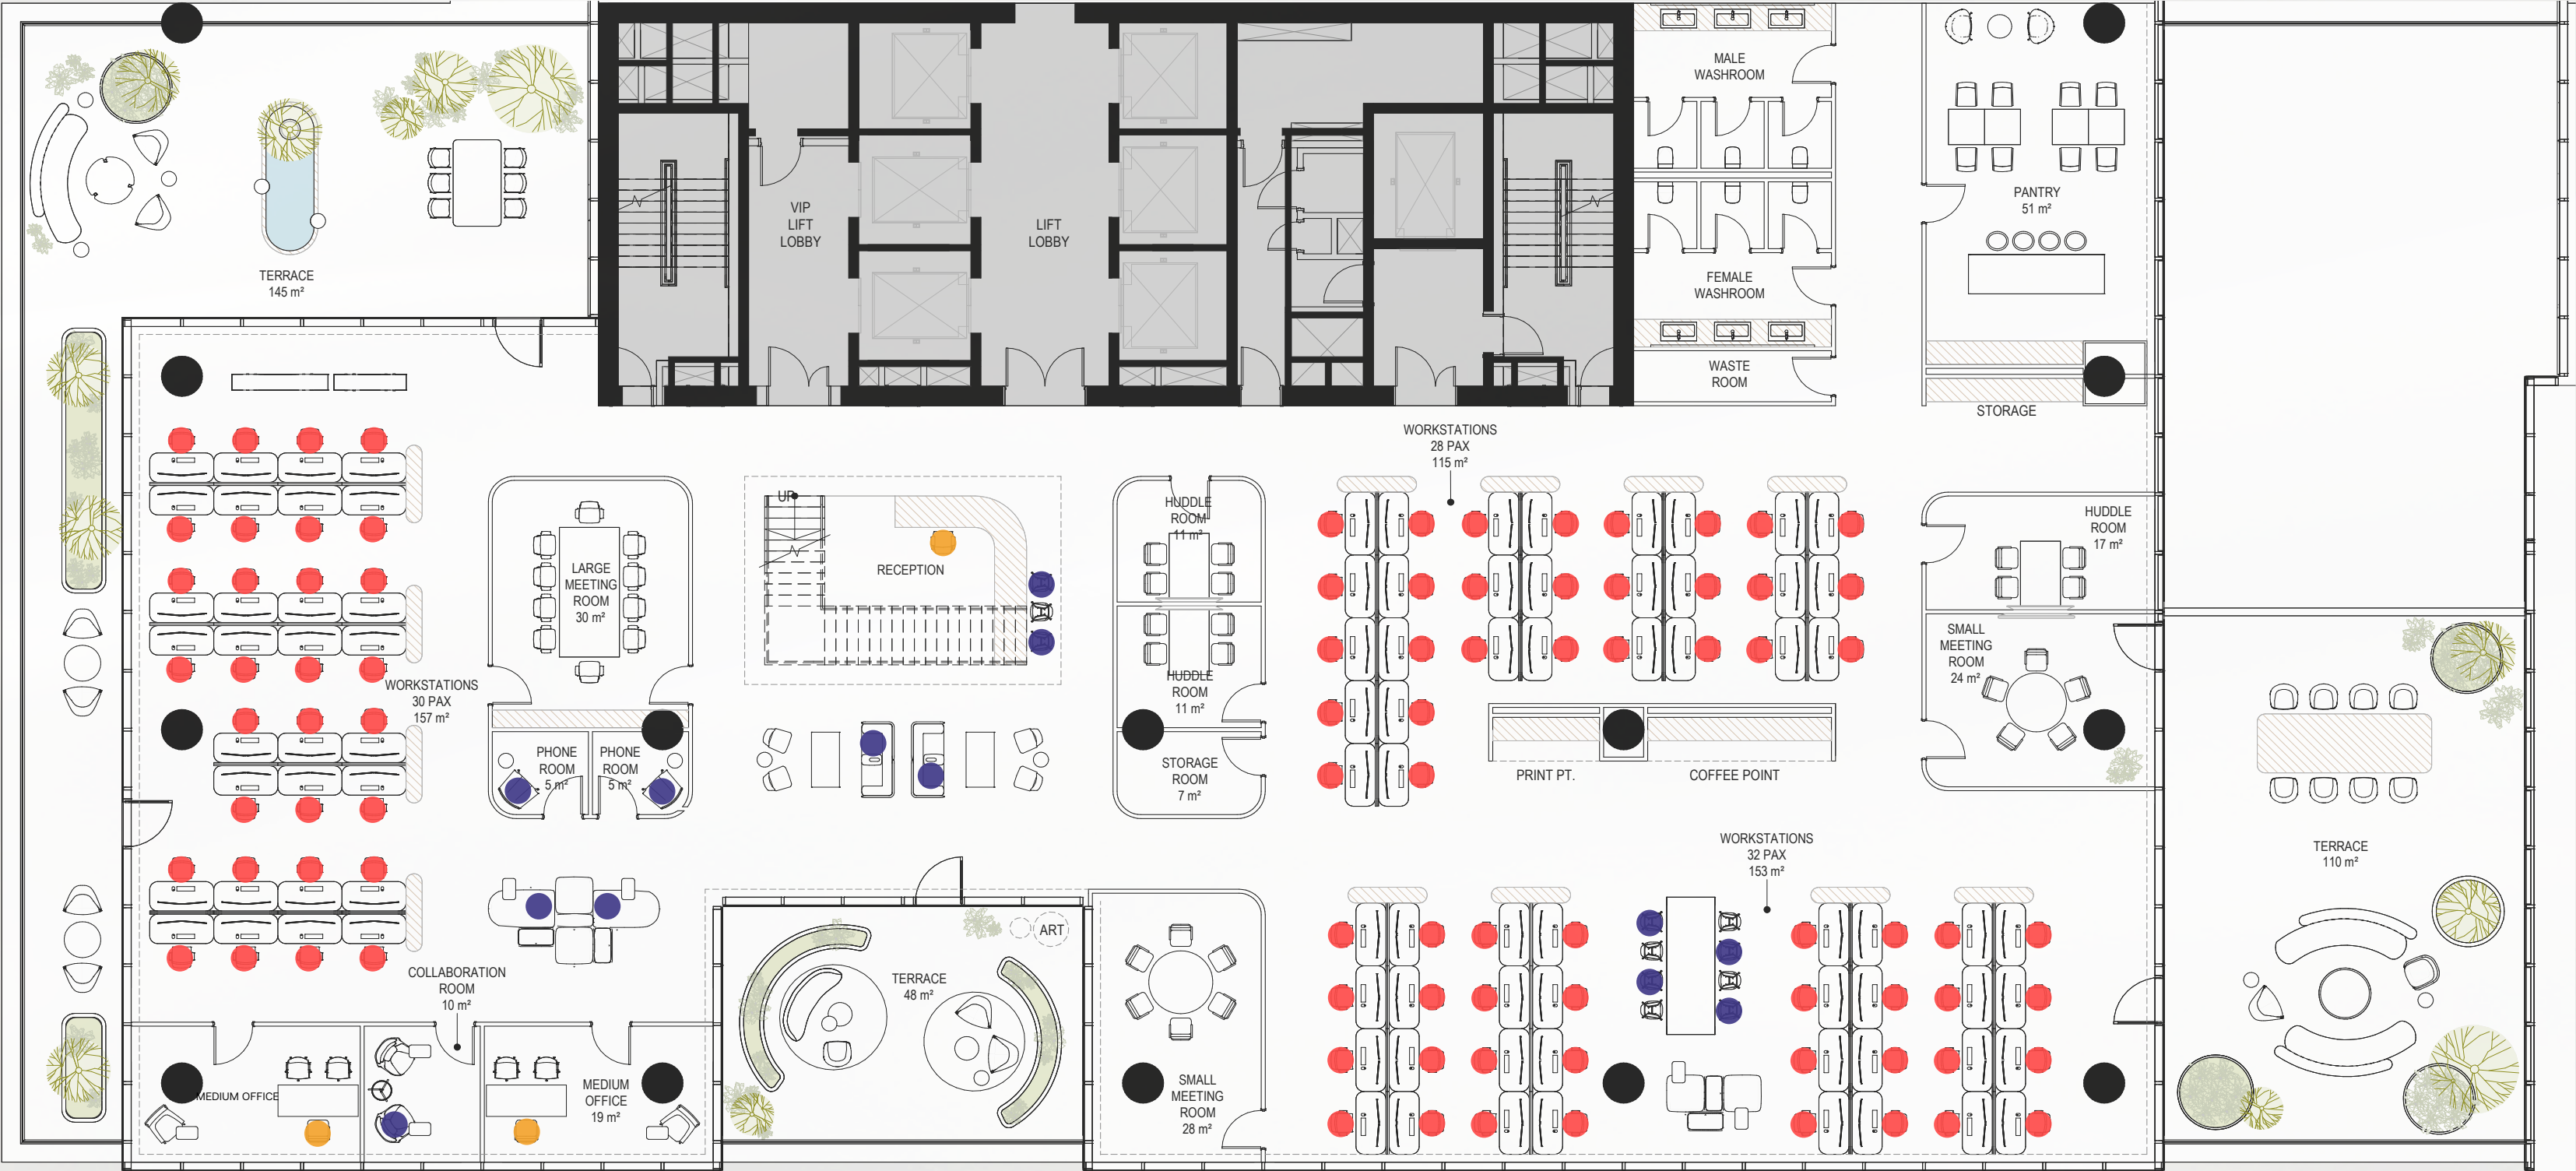 MALE
WASHROOM
VIP
LIFT
LOBBY
LIFT
LOBBY
PANTRY
51 m²
TERRACE
145 m²
FEMALE
WASHROOM
WASTE
ROOM
STORAGE
WORKSTATIONS
28 PAX
115 m²
UP
RECEPTION
HUDDLE
ROOM
11 m²
HUDDLE
ROOM
17 m²
LARGE
MEETING
ROOM
30 m²
SMALL
MEETING
ROOM
24 m²
WORKSTATIONS
30 PAX
157 m²
HUDDLE
ROOM
11 m²
PHONE
ROOM
5 m²
PHONE
ROOM
5 m²
STORAGE
ROOM
7 m²
PRINT PT.
COFFEE POINT
WORKSTATIONS
32 PAX
153 m²
TERRACE
110 m²
ART
COLLABORATION
ROOM
10 m²
TERRACE
48 m²
MEDIUM OFFICE
MEDIUM
OFFICE
19 m²
SMALL
MEETING
ROOM
28 m²